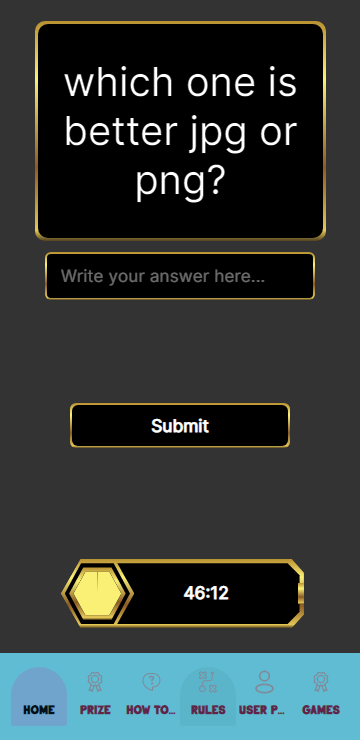 which one is
better jpg or
png?
Write your answer here...
Submit
46:12
HOME PRIZE HOW TO... RULES USER P... GAMES